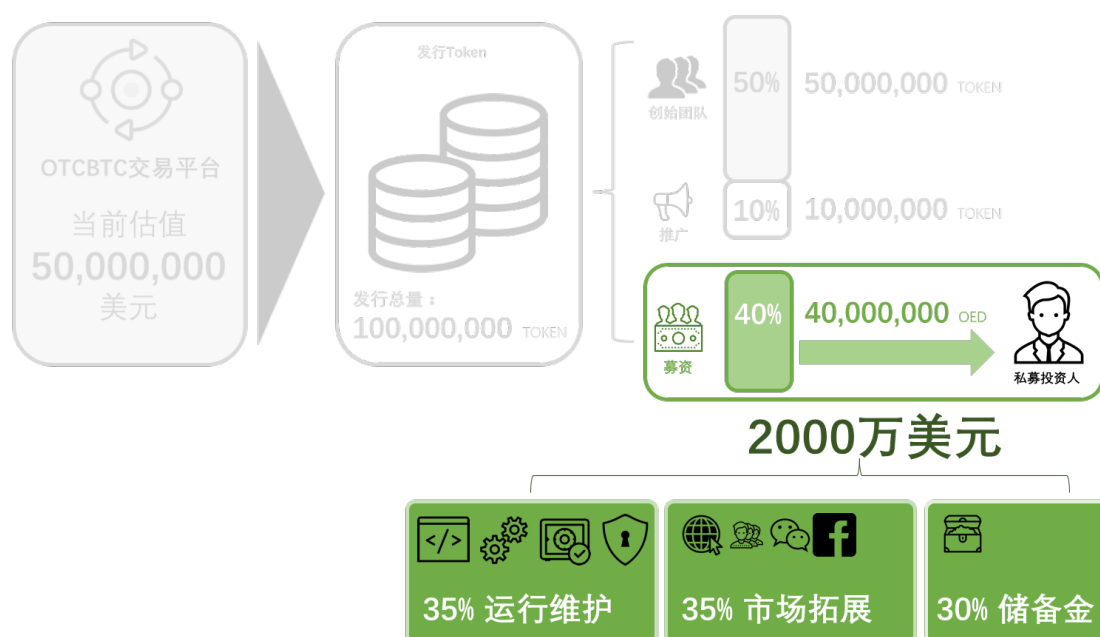 OTCBTC交易平台
当前估值
50,000,000
美元
发行Token
发行总量：
100,000,000 TOKEN
创始团队
50%
50,000,000 TOKEN
推广
10%
10,000,000 TOKEN
募资
40%
40,000,000 OED
私募投资人
2000万美元
</>
35% 运行维护
35% 市场拓展
30% 储备金